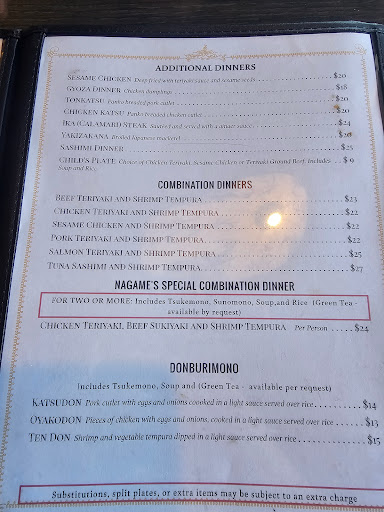 ADDITIONAL DINNERS
SESAME CHICKEN Deep fried with teriyaki sauce and sesame seeds $20
GYOZA DINNER Chicken dumplings $18
TONKATSU Panko breaded pork cutlet $20
CHICKEN KATSU Panko breaded chicken cutlet $20
IKA (CALAMARI) STEAK Sauteed and served with a ginger sauce $24
YAKIZAKANA Broiled Japanese mackerel $20
SASHIMI DINNER $25
CHILD'S PLATE Choice of Chicken Teriyaki, Sesame Chicken or Teriyaki Ground Beef. Includes $9
Soup and Rice
COMBINATION DINNERS
BEEF TERIYAKI AND SHRIMP TEMPURA $23
CHICKEN TERIYAKI AND SHRIMP TEMPURA $22
SESAME CHICKEN AND SHRIMP TEMPURA $22
PORK TERIYAKI AND SHRIMP TEMPURA $22
SALMON TERIYAKI AND SHRIMP TEMPURA $25
TUNA SASHIMI AND SHRIMP TEMPURA $27
NAGAME'S SPECIAL COMBINATION DINNER
FOR TWO OR MORE: Includes Tsukemono, Sunomono, Soup,and Rice (Green Tea -
available by request)
CHICKEN TERIYAKI, BEEF SUKIYAKI AND SHRIMP TEMPURA Per Person $24
DONBURIMONO
Includes Tsukemono, Soup and (Green Tea - available per request)
KATSUDON Pork cutlet with eggs and onions cooked in a light sauce served over rice $14
OYAKODON Pieces of chicken with eggs and onions, cooked in a light sauce served over rice $13
TEN DON Shrimp and vegetable tempura dipped in a light sauce served over rice $15
Substitutions, split plates, or extra items may be subject to an extra charge